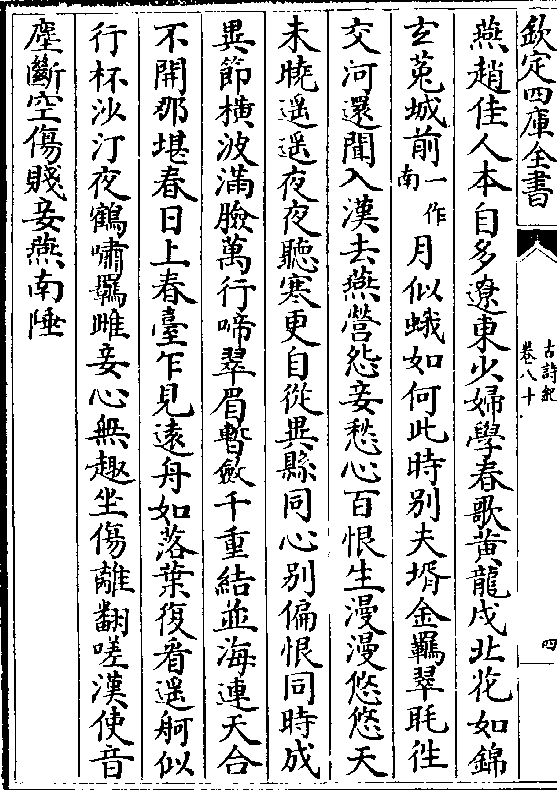 欽定四庫全書
古詩紀
卷八十
四
燕趙佳人本自多遼東少婦學春歌黃龍戍北花如錦
玄菟城前一作南月似蛾如何此時別夫壻金羈翠眊往
交河還聞入漢去燕營怨妾愁心百恨生漫漫悠悠天
未曉遥遥夜夜聽寒更自從異縣同心別偏恨同時成
異節橫波滿臉萬行啼翠眉暫斂千重結並海連天合
不開那堪春日上春臺乍見遠舟如落葉復看遥舸似
行杯沙汀夜鶴嘯羈雎妾心無趣坐傷離翻嗟漢使音
塵斷空傷賤妾燕南陲